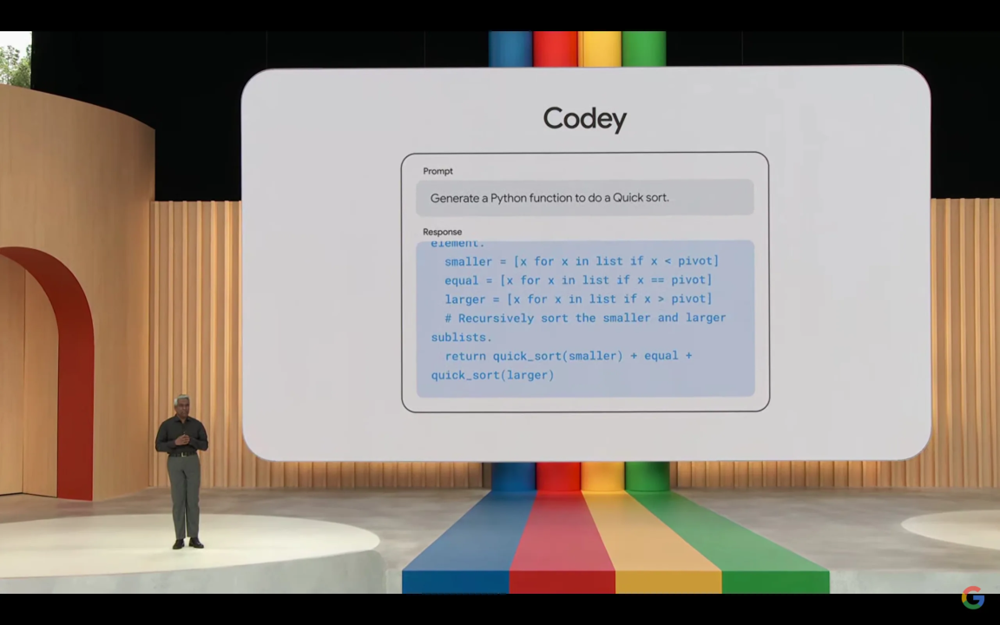 Codey
Prompt
Generate a Python function to do a Quick sort.
Response
element.
smaller = [x for x in list if x < pivot]
equal = [x for x in list if x == pivot]
larger = [x for x in list if x > pivot]
# Recursively sort the smaller and larger
sublists.
return quick_sort(smaller) + equal +
quick_sort(larger)